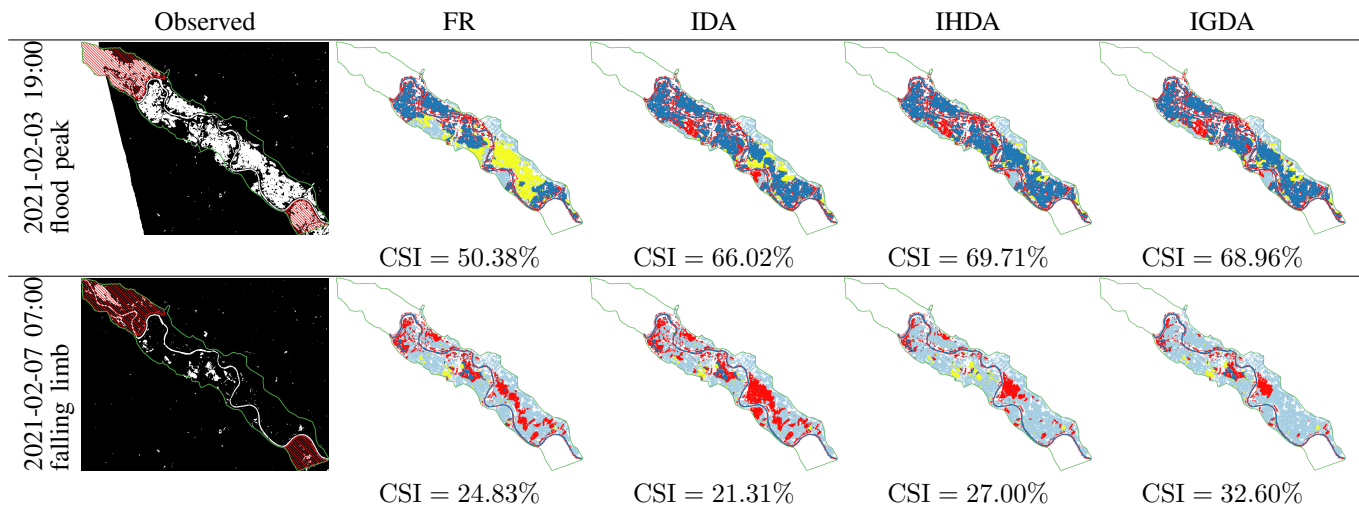 Observed FR IDA IHDA IGDA
2021-02-03 19:00
flood peak
CSI = 50.38% CSI = 66.02% CSI = 69.71% CSI = 68.96%
2021-02-07 07:00
falling limb
CSI = 24.83% CSI = 21.31% CSI = 27.00% CSI = 32.60%